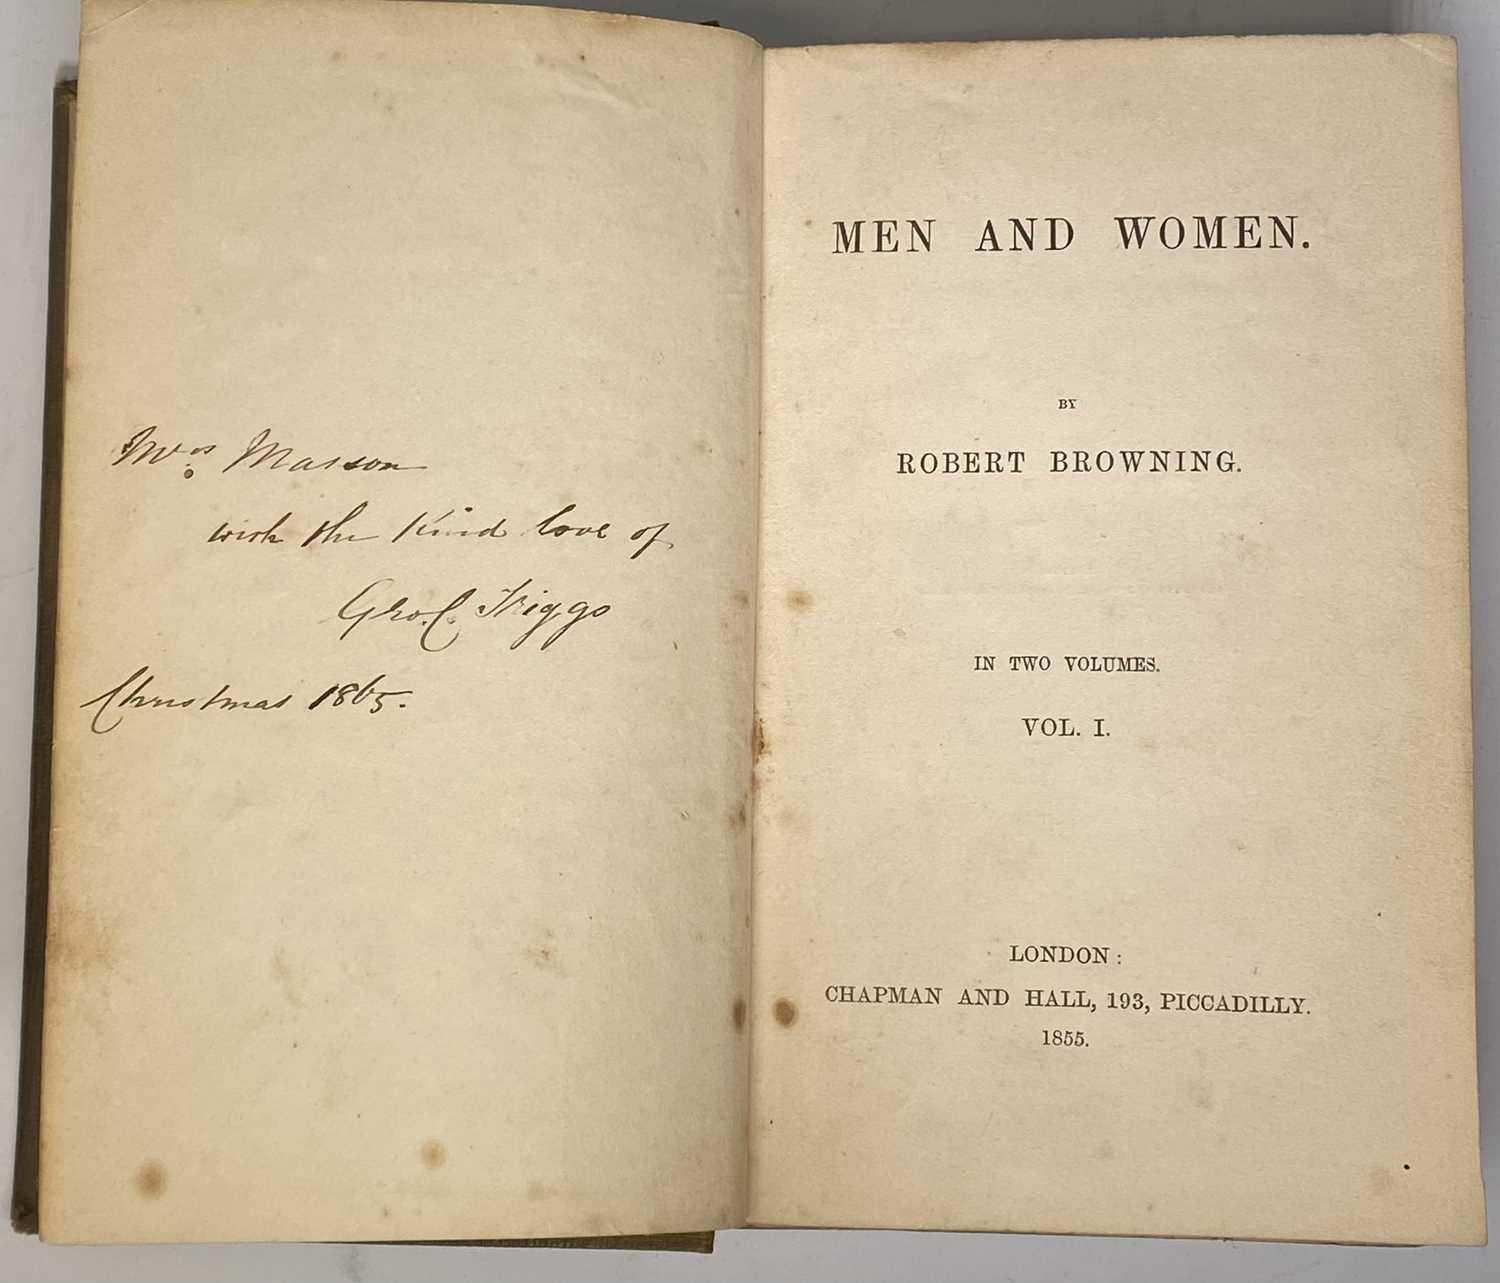 Mrs. Masson
with the kind love of
Geo. C. Triggs
Christmas 1865.
MEN AND WOMEN.
BY
ROBERT BROWNING.
IN TWO VOLUMES.
VOL. I.
LONDON:
CHAPMAN AND HALL, 193, PICCADILLY.
1855.